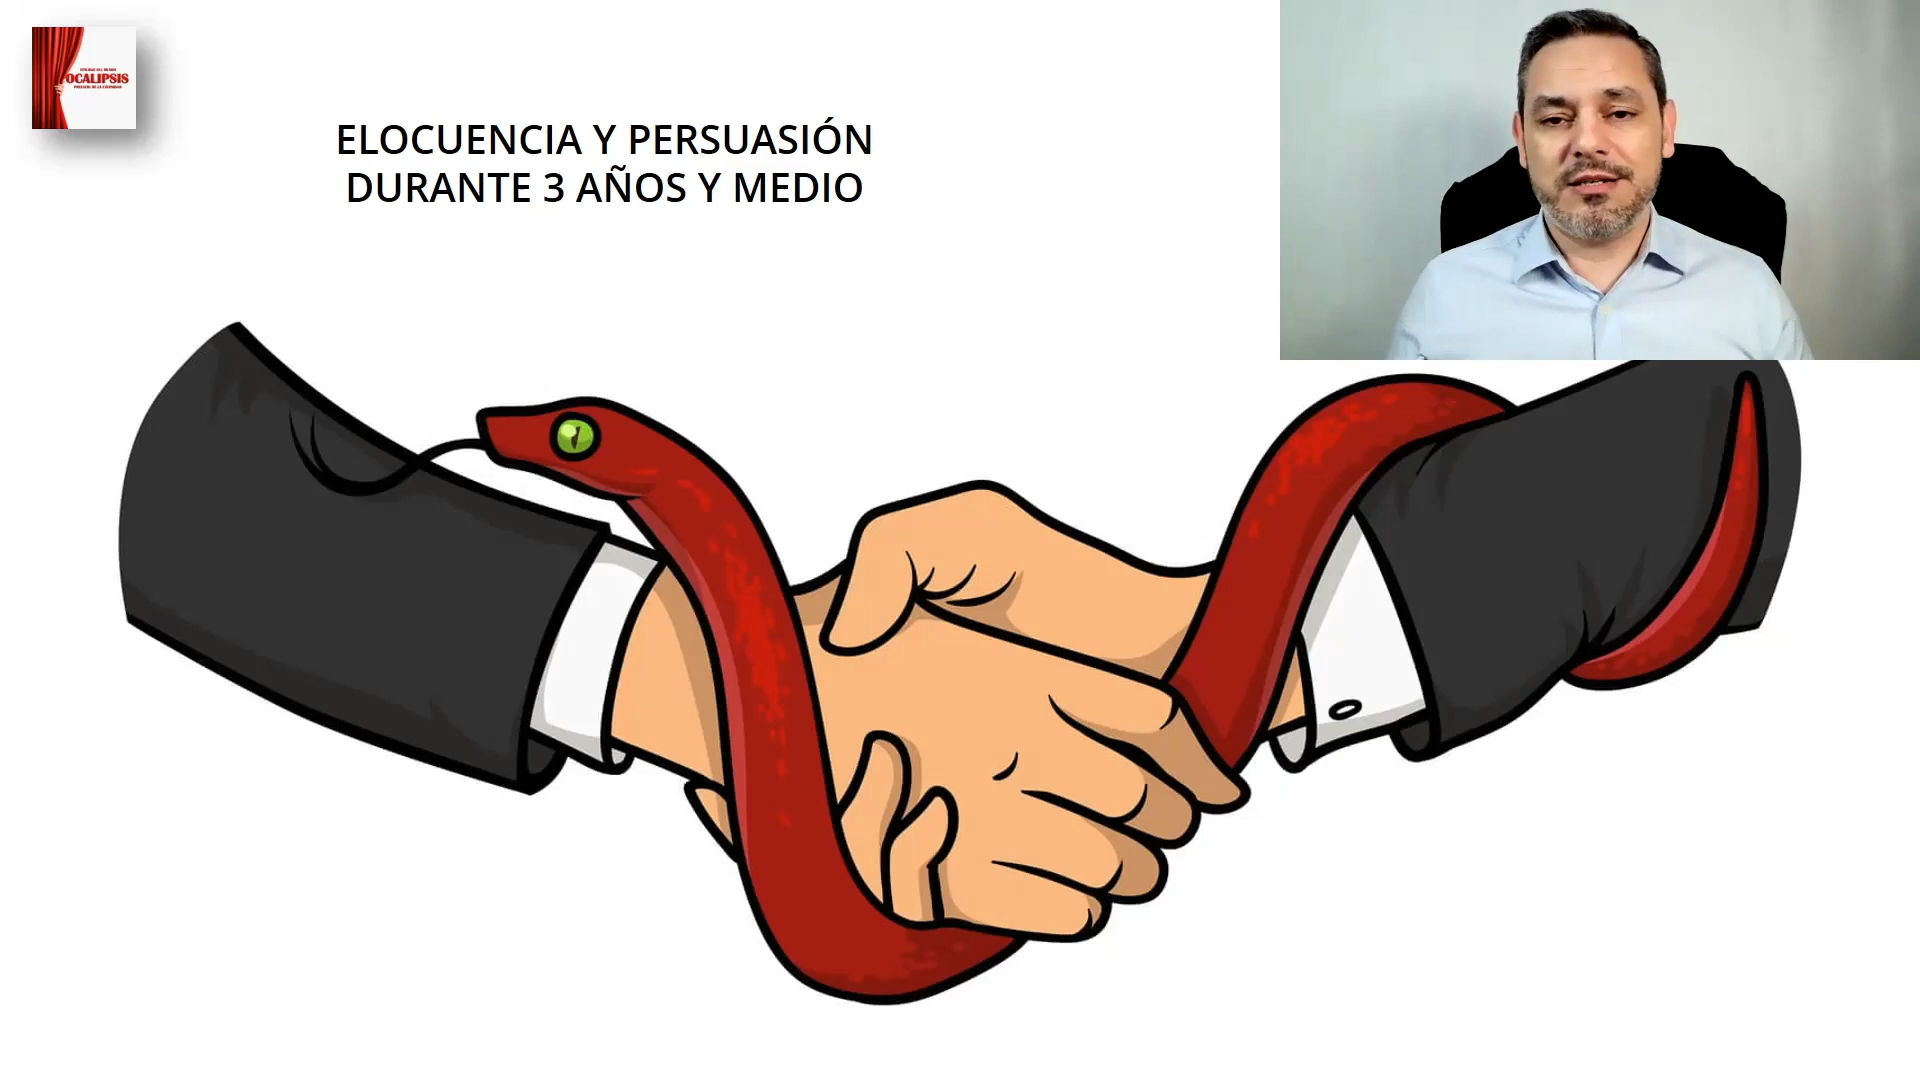 OCALIPSIS
ELOCUENCIA Y PERSUASIÓN
DURANTE 3 AÑOS Y MEDIO